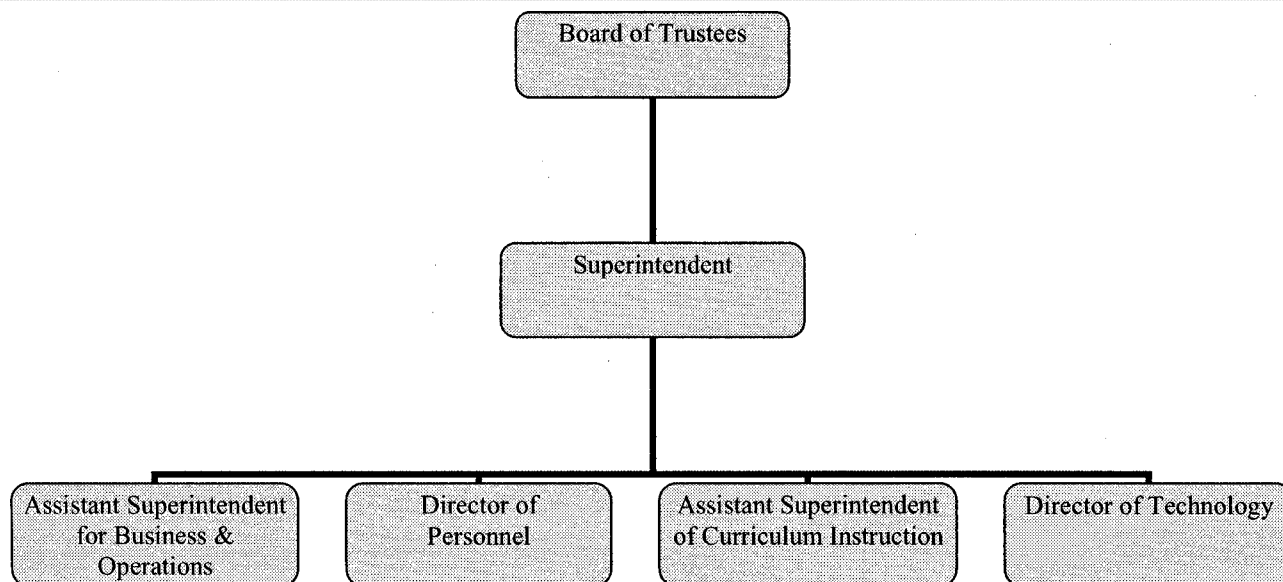 Board of Trustees
Superintendent
Assistant Superintendent
for Business &
Operations
Director of
Personnel
Assistant Superintendent
of Curriculum Instruction
Director of Technology